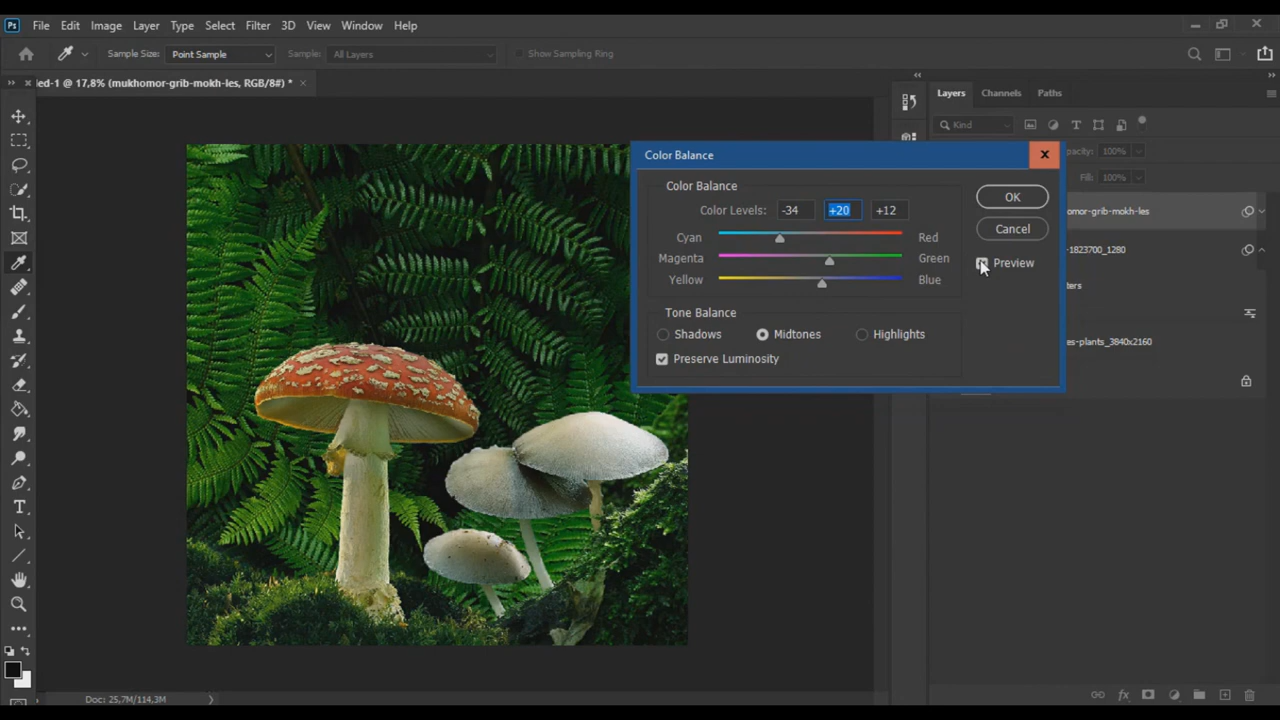 Ps File Edit Image Layer Type Select Filter 3D View Window Help
Sample Size: Point Sample Sample: All Layers Show Sampling Ring
ed-1 @ 17,8% (mukhomor-grib-mokh-les, RGB/8#) *
Layers Channels Paths
Kind
Color Balance
pacity: 100%
Fill: 100%
Color Balance
Color Levels: -34 +20 +12
OK
omor-grib-mokh-les
Cyan Red
Cancel
-1823700_1280
Magenta Green
Preview
Yellow Blue
ters
Tone Balance
Shadows Midtones Highlights
es-plants_3840x2160
Preserve Luminosity
Doc: 25,7M/114,3M